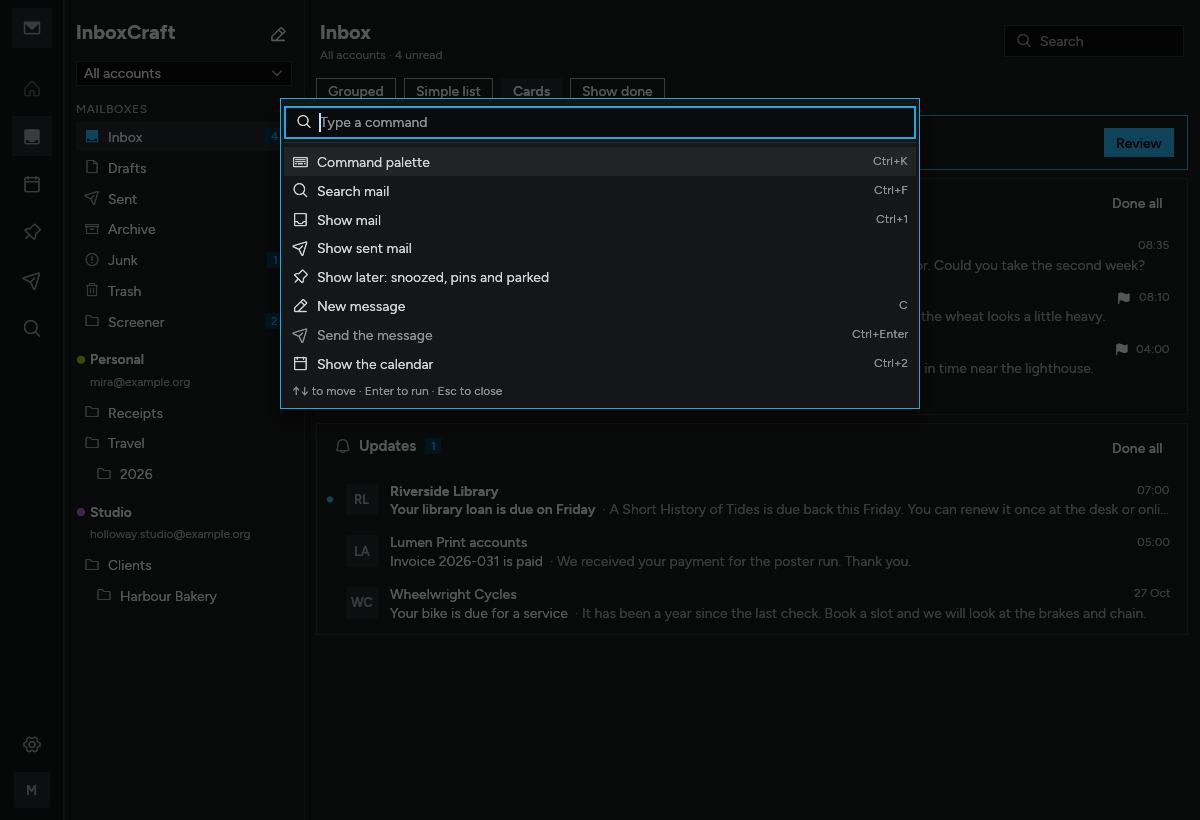 InboxCraft
All accounts
MAILBOXES
Inbox 4
Drafts
Sent
Archive
Junk 1
Trash
Screener 2
Personal
mira@example.org
Receipts
Travel
2026
Studio
holloway.studio@example.org
Clients
Harbour Bakery
M
Inbox
All accounts · 4 unread
Search
Grouped Simple list Cards Show done
Type a command
Command palette Ctrl+K
Search mail Ctrl+F
Show mail Ctrl+1
Show sent mail
Show later: snoozed, pins and parked
New message C
Send the message Ctrl+Enter
Show the calendar Ctrl+2
↑↓ to move · Enter to run · Esc to close
Review
Done all
08:35
Could you take the second week?
08:10
the wheat looks a little heavy.
04:00
in time near the lighthouse.
Updates 1 Done all
Riverside Library 07:00
Your library loan is due on Friday · A Short History of Tides is due back this Friday. You can renew it once at the desk or onli…
RL
Lumen Print accounts 05:00
LA
Invoice 2026-031 is paid · We received your payment for the poster run. Thank you.
Wheelwright Cycles 27 Oct
WC
Your bike is due for a service · It has been a year since the last check. Book a slot and we will look at the brakes and chain.